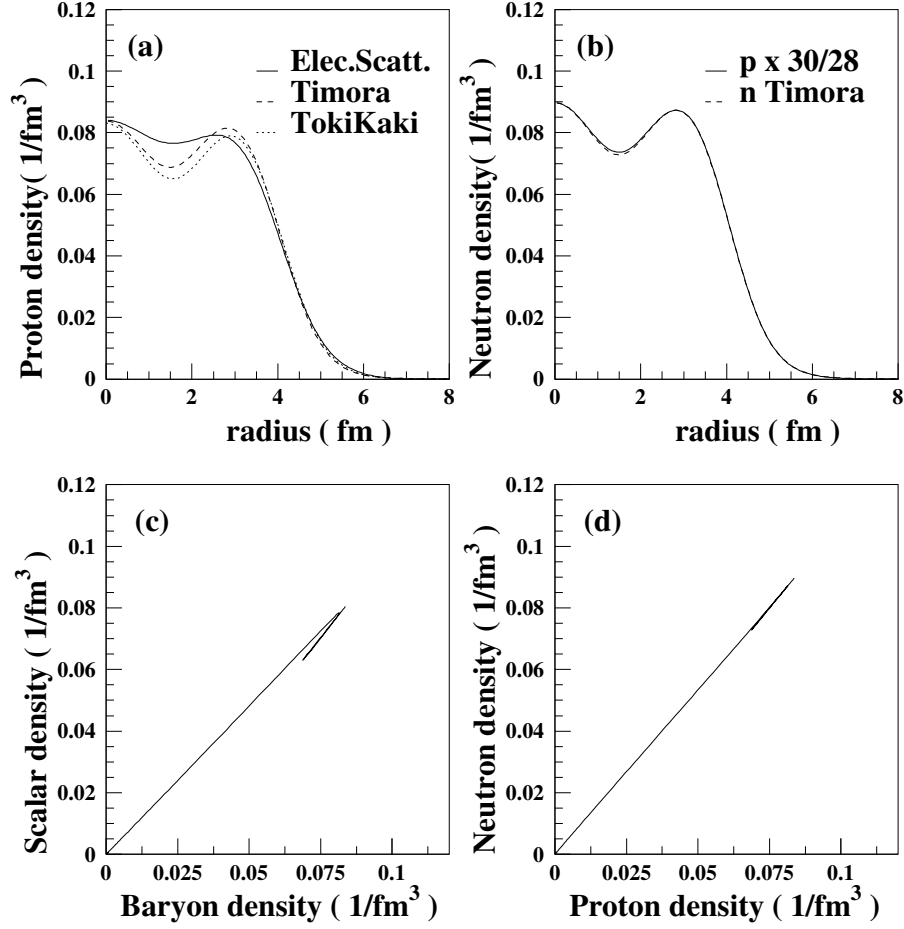 (a)
Elec.Scatt.
Timora
TokiKaki
Proton density( 1/fm³ )
0.12
0.1
0.08
0.06
0.04
0.02
0
0 2 4 6 8
radius ( fm )
(b)
p x 30/28
n Timora
Neutron density( 1/fm³ )
0.12
0.1
0.08
0.06
0.04
0.02
0
0 2 4 6 8
radius ( fm )
(c)
Scalar density ( 1/fm³ )
0.12
0.1
0.08
0.06
0.04
0.02
0
0 0.025 0.05 0.075 0.1
Baryon density ( 1/fm³ )
(d)
Neutron density ( 1/fm³ )
0.12
0.1
0.08
0.06
0.04
0.02
0
0 0.025 0.05 0.075 0.1
Proton density ( 1/fm³ )